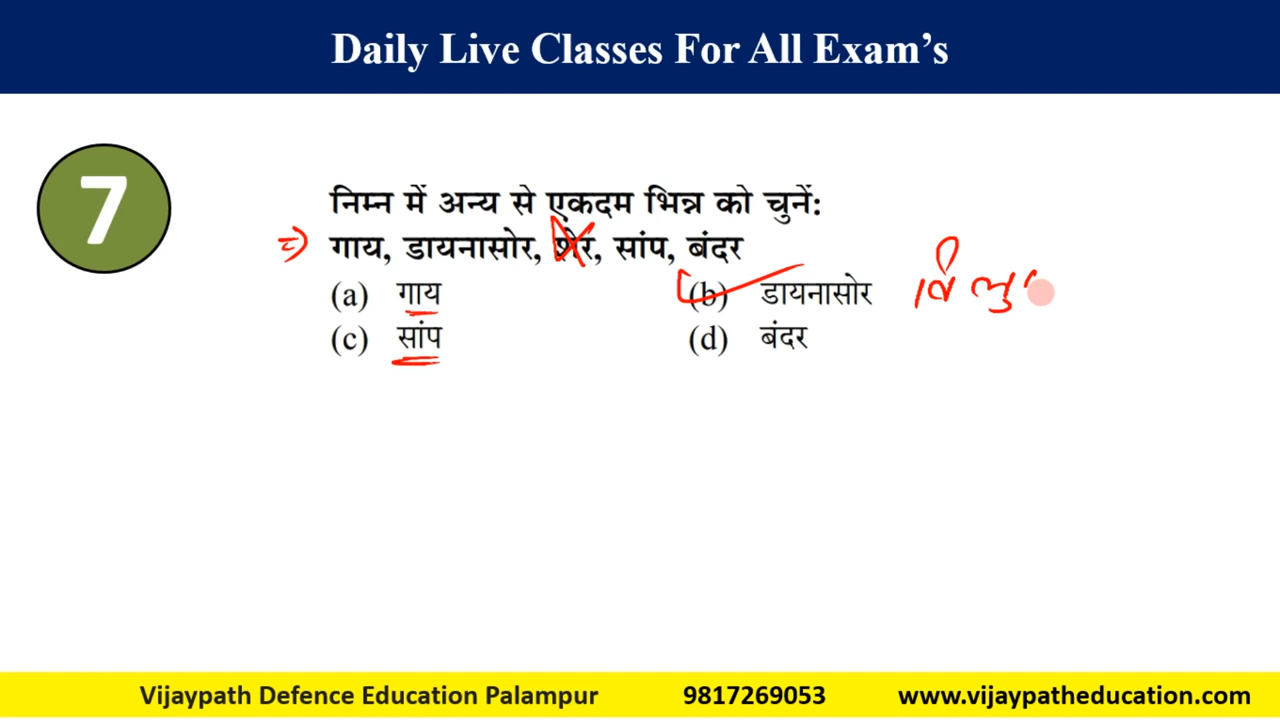 Daily Live Classes For All Exam's
7
निम्न में अन्य से एकदम भिन्न को चुनें:
⇒ गाय, डायनासोर, शेर, सांप, बंदर
(a) गाय (b) डायनासोर विलु
(c) सांप (d) बंदर
Vijaypath Defence Education Palampur 9817269053 www.vijaypatheducation.com